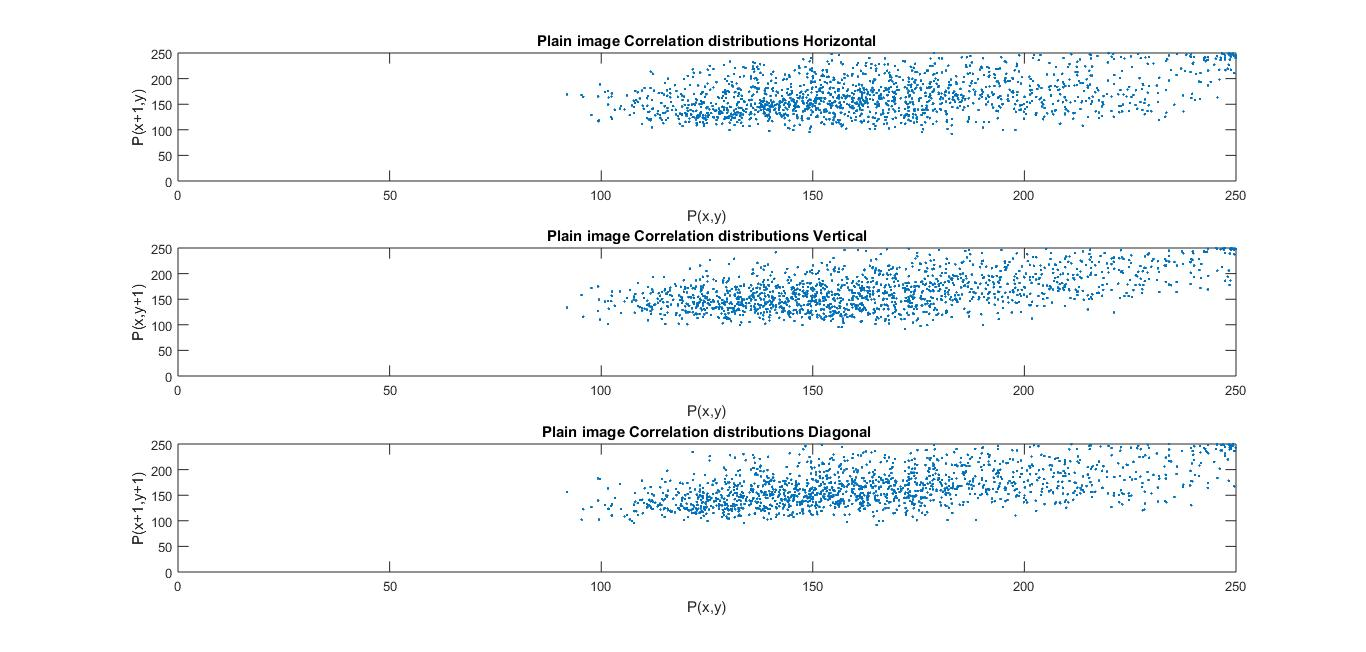 Plain image Correlation distributions Horizontal
250
200
150
100
50
0
P(x+1,y)
0 50 100 150 200 250
P(x,y)
Plain image Correlation distributions Vertical
250
200
150
100
50
0
P(x,y+1)
0 50 100 150 200 250
P(x,y)
Plain image Correlation distributions Diagonal
250
200
150
100
50
0
P(x+1,y+1)
0 50 100 150 200 250
P(x,y)